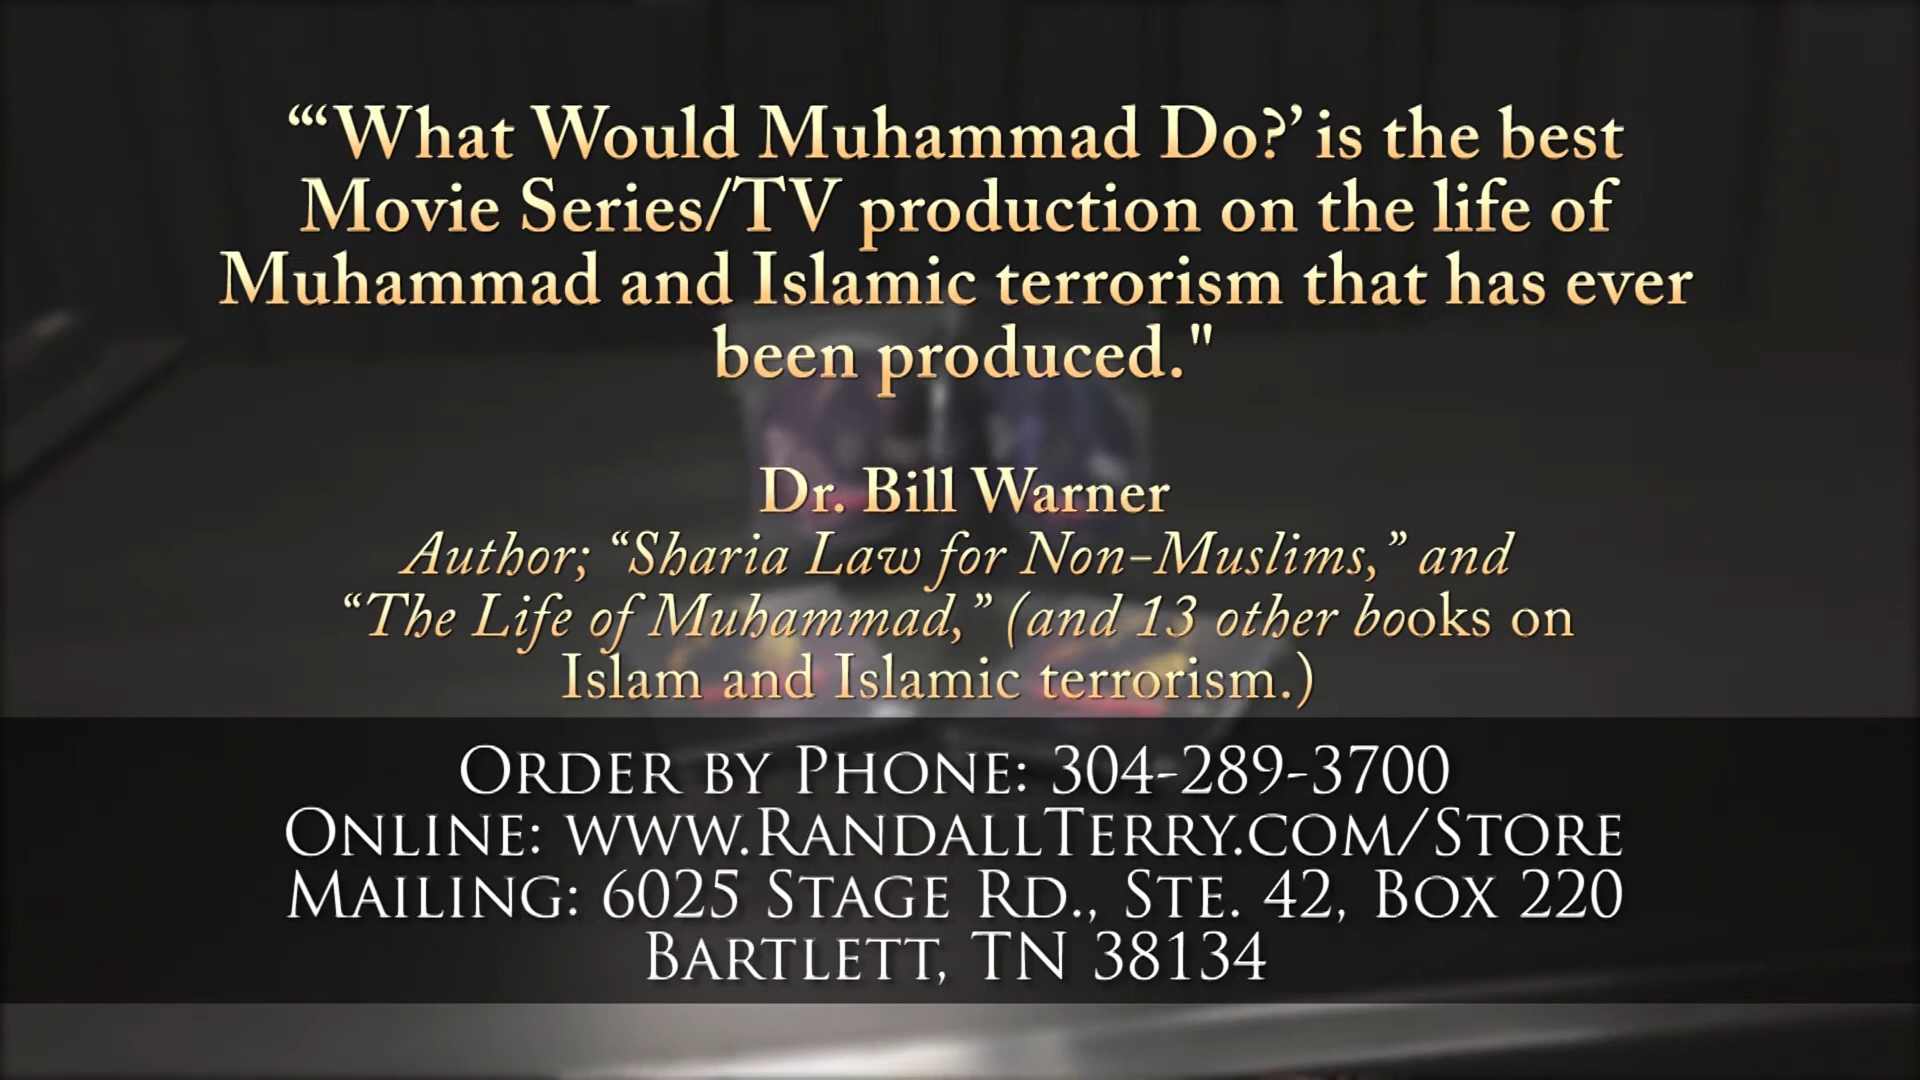 “‘What Would Muhammad Do?’ is the best
Movie Series/TV production on the life of
Muhammad and Islamic terrorism that has ever
been produced."
Dr. Bill Warner
Author; “Sharia Law for Non-Muslims,” and
“The Life of Muhammad,” (and 13 other books on
Islam and Islamic terrorism.)
Order by Phone: 304-289-3700
Online: www.RandallTerry.com/Store
Mailing: 6025 Stage Rd., Ste. 42, Box 220
Bartlett, TN 38134